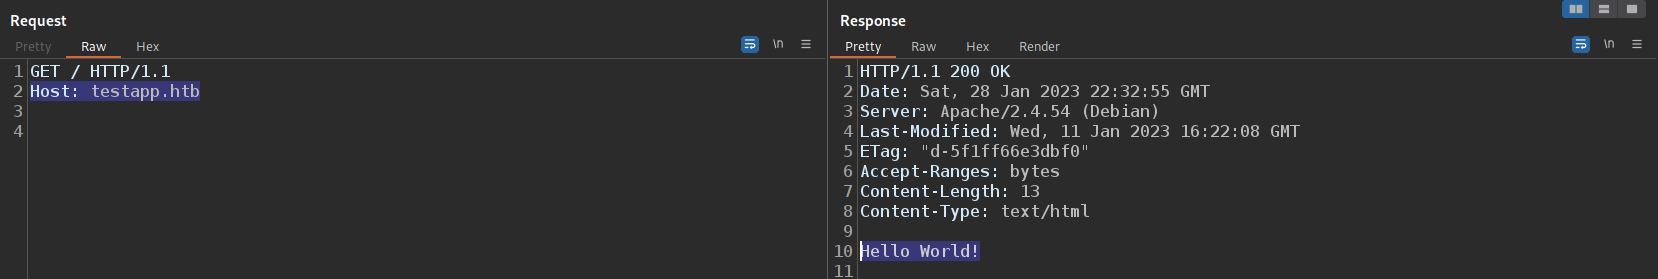 Request
Pretty Raw Hex
\n
1 GET / HTTP/1.1
2 Host: testapp.htb
3
4
Response
Pretty Raw Hex Render
\n
1 HTTP/1.1 200 OK
2 Date: Sat, 28 Jan 2023 22:32:55 GMT
3 Server: Apache/2.4.54 (Debian)
4 Last-Modified: Wed, 11 Jan 2023 16:22:08 GMT
5 ETag: "d-5f1ff66e3dbf0"
6 Accept-Ranges: bytes
7 Content-Length: 13
8 Content-Type: text/html
9
10 Hello World!
11